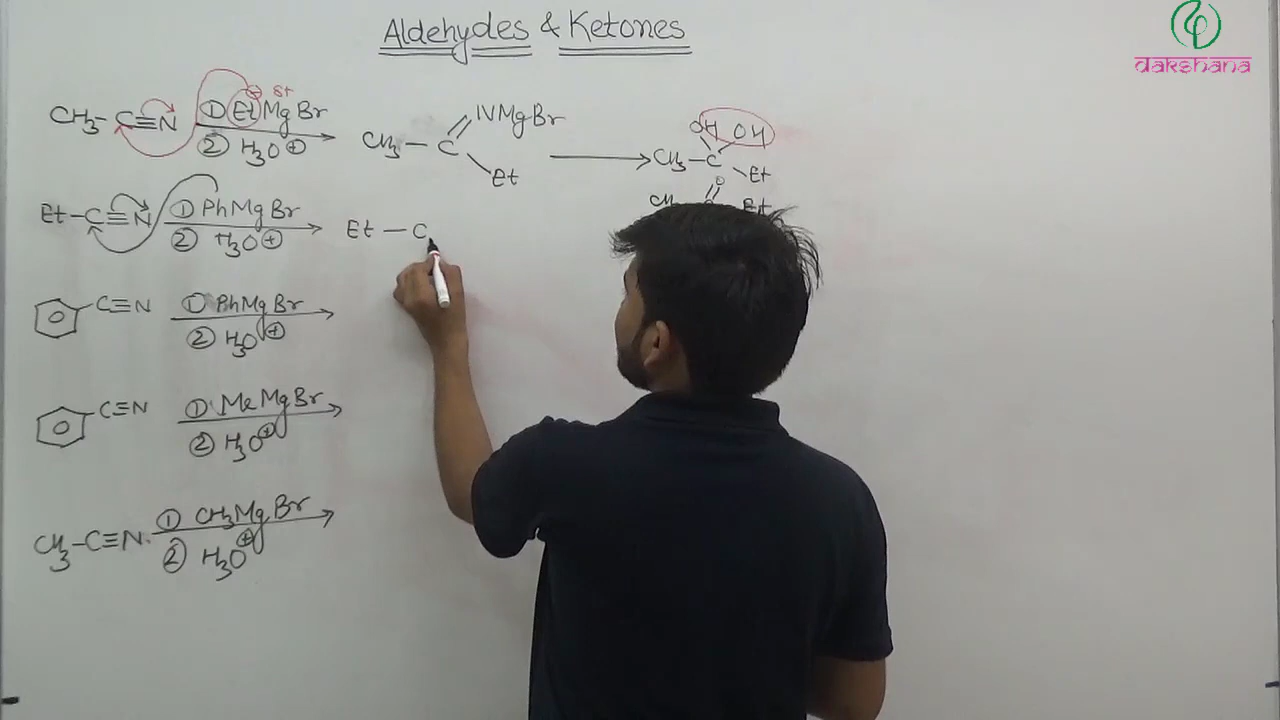 Aldehydes & Ketones
dakshana
CH₃-C≡N ① EtMgBr
② H₃O⊕
⊖ δ+
CH₃-C=NMgBr
Et
OH OH
CH₃-C
Et
O
Et
Et-C≡N ① PhMgBr
② H₃O⊕
Et-C
C≡N ① PhMgBr
② H₃O⊕
C≡N ① MeMgBr
② H₃O⊕
CH₃-C≡N. ① CH₃MgBr
② H₃O⊕